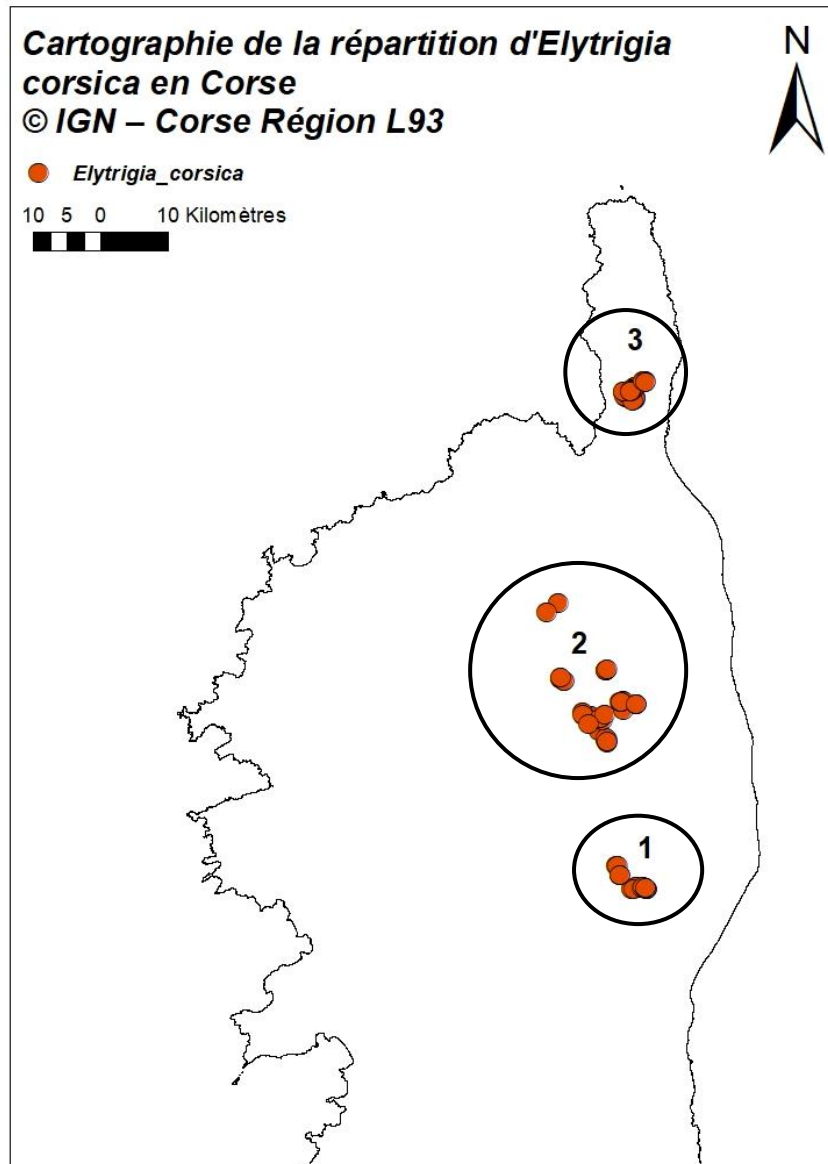 Cartographie de la répartition d'Elytrigia
corsica en Corse
© IGN – Corse Région L93
N
Elytrigia_corsica
10 5 0 10 Kilomètres
3
2
1